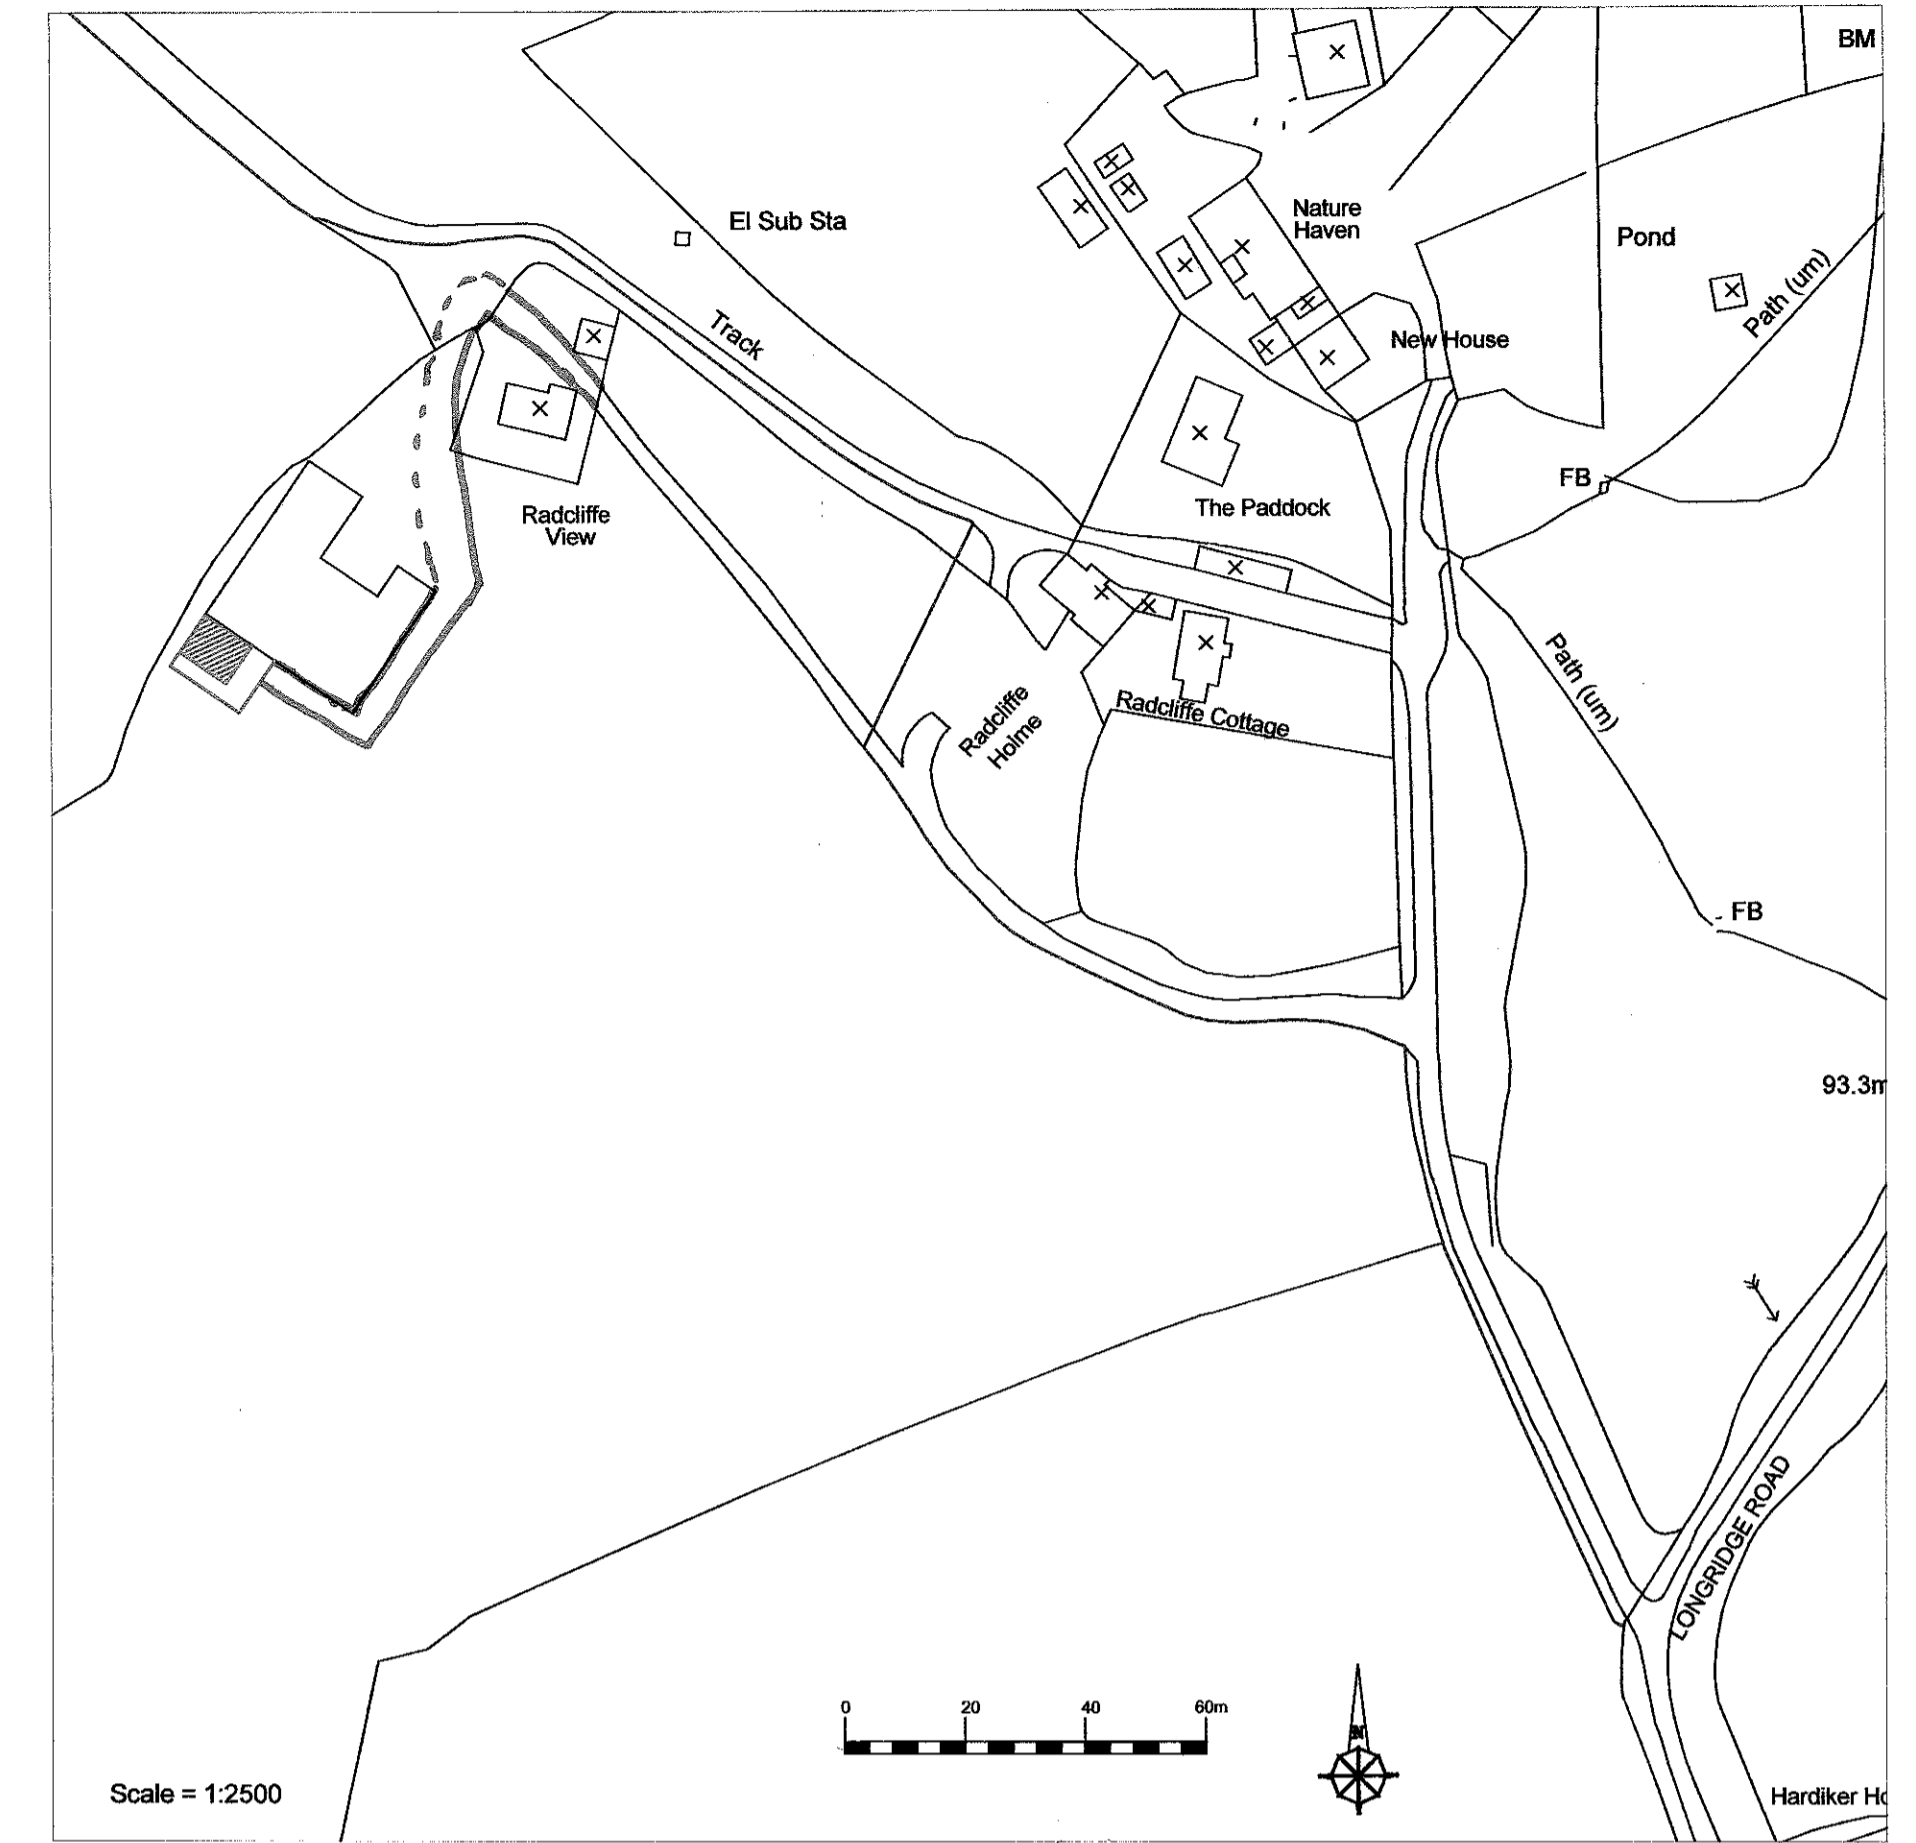 BM
El Sub Sta
Nature
Haven
Pond
Path (um)
Track
New House
FB
The Paddock
Radcliffe
View
Path (um)
Radcliffe
Holme
Radcliffe Cottage
FB
93.3m
LONGRIDGE ROAD
0 20 40 60m
N
Scale = 1:2500
Hardiker Ho